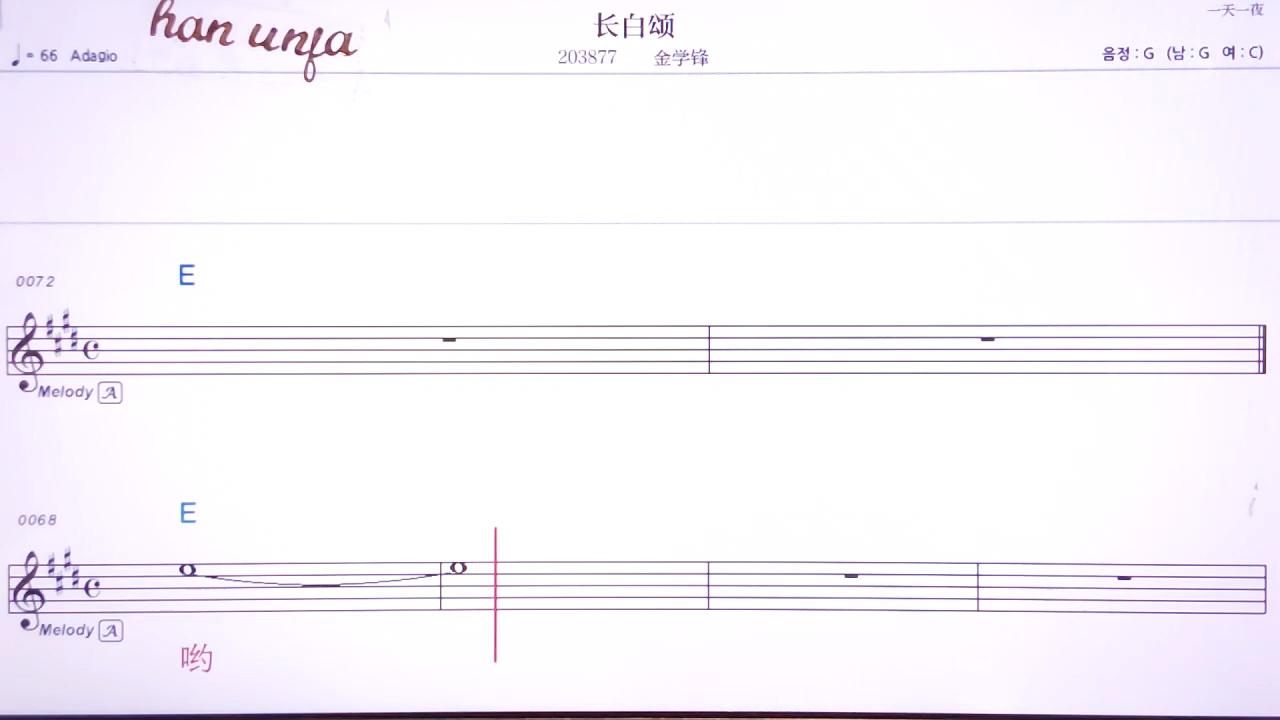 一天一夜
han unfa
长白颂
♩= 66 Adagio
203877 金学锋
음정 : G (남 : G 여 : C)
0072
E
Melody A
0068
E
Melody A
哟